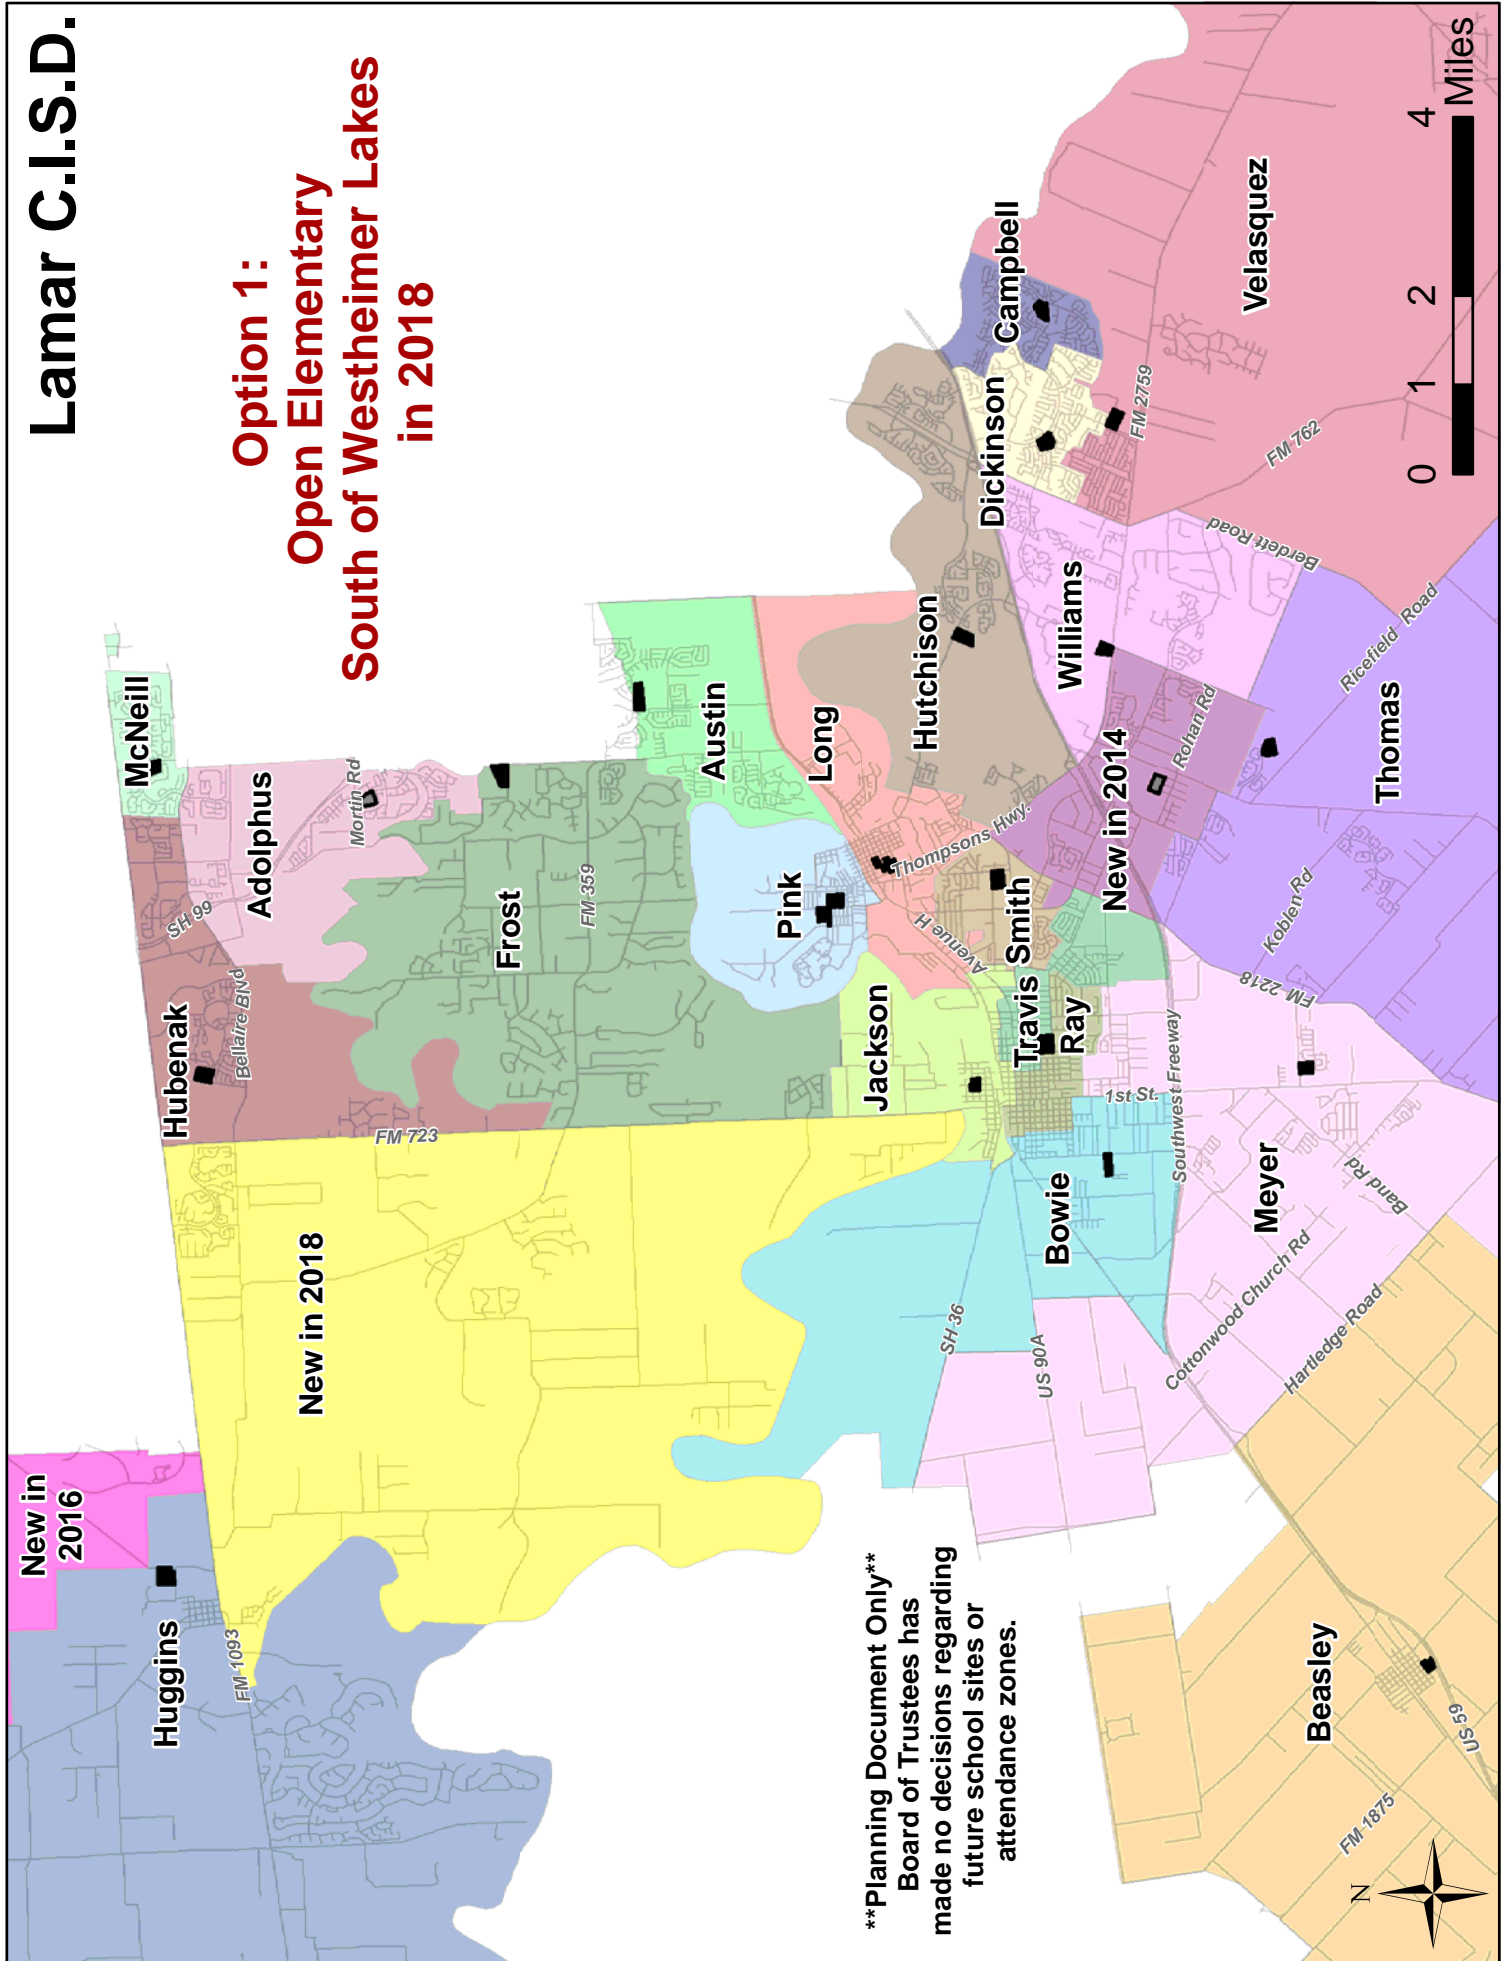 Lamar C.I.S.D.
Option 1:
Open Elementary
South of Westheimer Lakes
in 2018
New in
2016
Huggins
FM 1093
New in 2018
Hubenak
Bellaire Blvd
FM 723
SH 99
McNeill
Adolphus
Mortin Rd
Frost
FM 359
Austin
Pink
Long
Hutchison
Thompsons Hwy.
Avenue H
Jackson
Smith
Travis
Ray
New in 2014
Rohan Rd
Williams
Dickinson
Campbell
Velasquez
FM 2759
FM 762
Berdett Road
Ricefield Road
Thomas
Koblen Rd
FM 2218
Southwest Freeway
1st St.
Bowie
SH 36
US 90A
Meyer
Band Rd
Cottonwood Church Rd
Hartledge Road
Beasley
US 59
FM 1875
**Planning Document Only**
Board of Trustees has
made no decisions regarding
future school sites or
attendance zones.
N
0 1 2 4
Miles